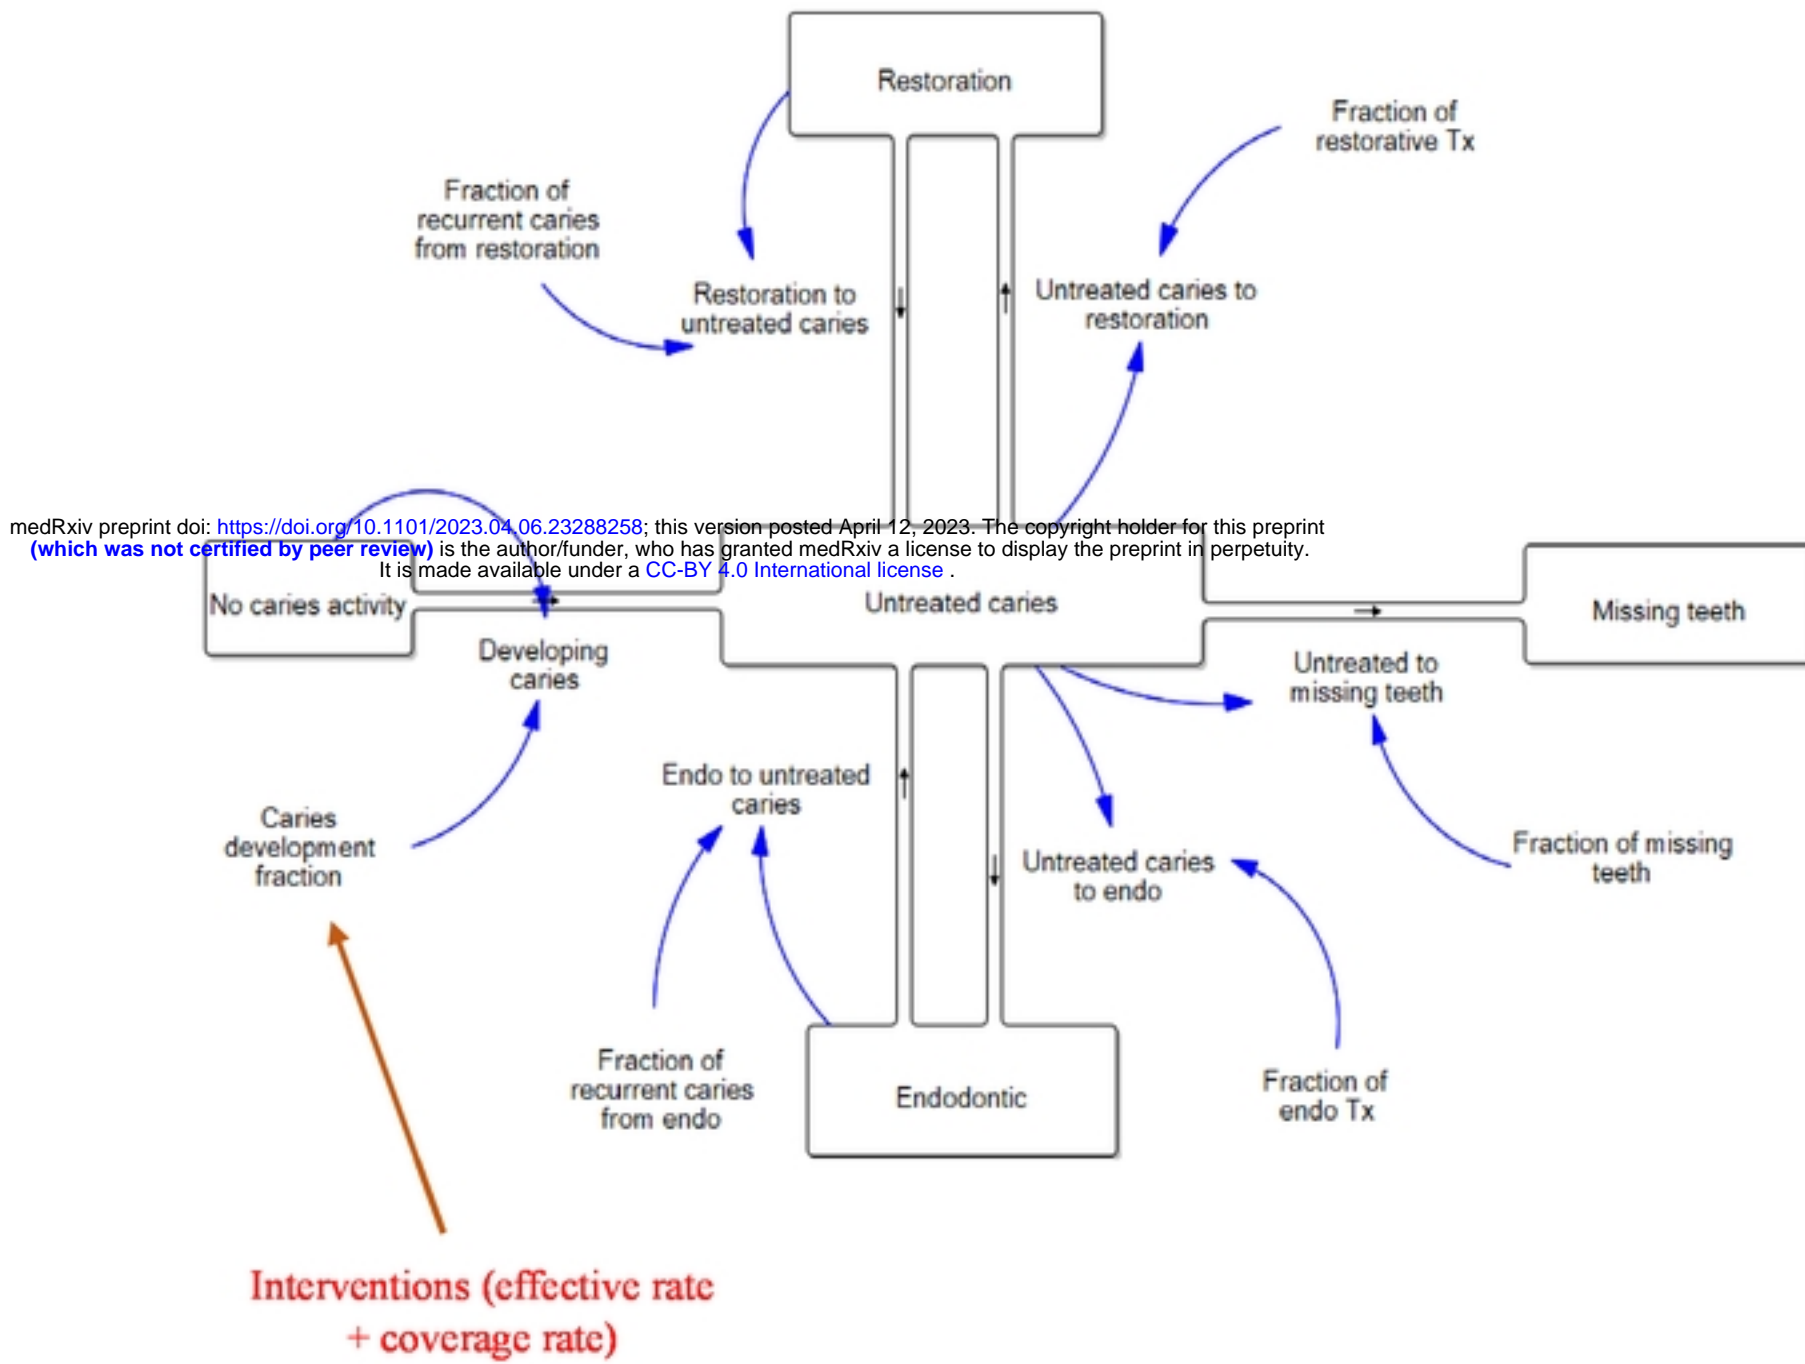 Restoration
Fraction of
restorative Tx
Fraction of
recurrent caries
from restoration
Restoration to
untreated caries
Untreated caries to
restoration
medRxiv preprint doi: https://doi.org/10.1101/2023.04.06.23288258; this version posted April 12, 2023. The copyright holder for this preprint
(which was not certified by peer review) is the author/funder, who has granted medRxiv a license to display the preprint in perpetuity.
It is made available under a CC-BY 4.0 International license .
No caries activity
Untreated caries
Missing teeth
Developing
caries
Untreated to
missing teeth
Endo to untreated
caries
Caries
development
fraction
Untreated caries
to endo
Fraction of missing
teeth
Fraction of
recurrent caries
from endo
Endodontic
Fraction of
endo Tx
Interventions (effective rate
+ coverage rate)